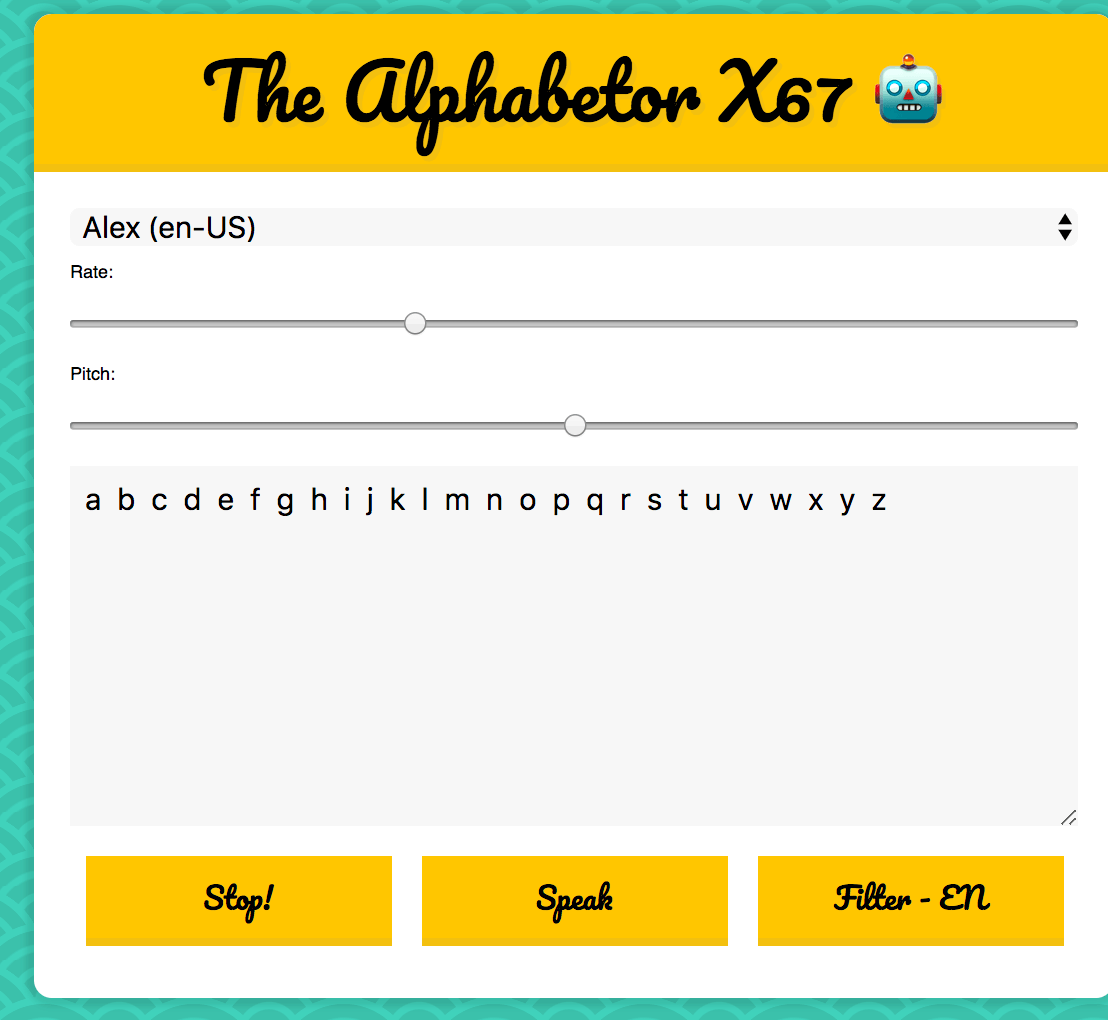 The Alphabetor X67 🤖
Alex (en-US)
Rate:
Pitch:
a b c d e f g h i j k l m n o p q r s t u v w x y z
Stop!
Speak
Filter - EN